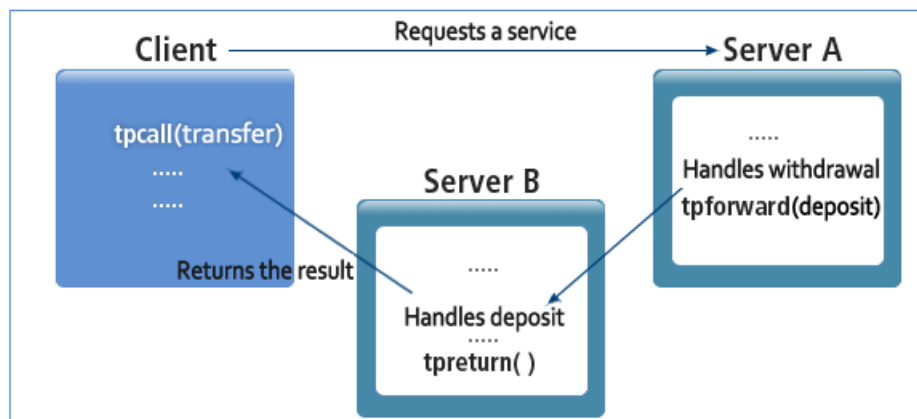 Requests a service
Client
Server A
tpcall(transfer)
.....
.....
.....
Handles withdrawal
tpforward(deposit)
Server B
Returns the result
.....
Handles deposit
.....
tpreturn( )